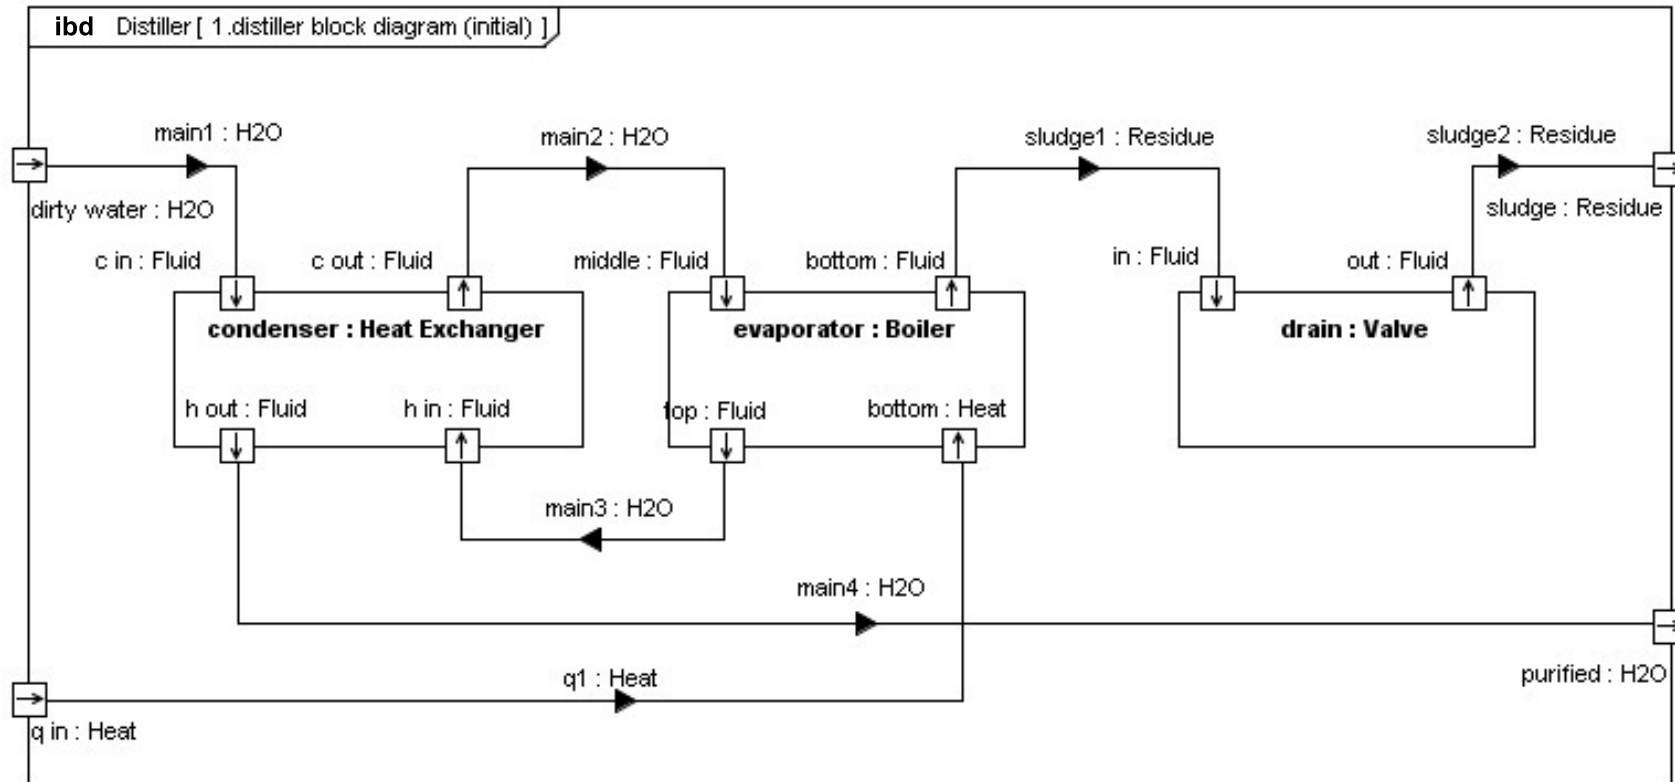 ibd Distiller [ 1.distiller block diagram (initial) ]
main1 : H2O
main2 : H2O
sludge1 : Residue
sludge2 : Residue
dirty water : H2O
sludge : Residue
c in : Fluid
c out : Fluid
middle : Fluid
bottom : Fluid
in : Fluid
out : Fluid
condenser : Heat Exchanger
evaporator : Boiler
drain : Valve
h out : Fluid
h in : Fluid
top : Fluid
bottom : Heat
main3 : H2O
main4 : H2O
q1 : Heat
purified : H2O
q in : Heat